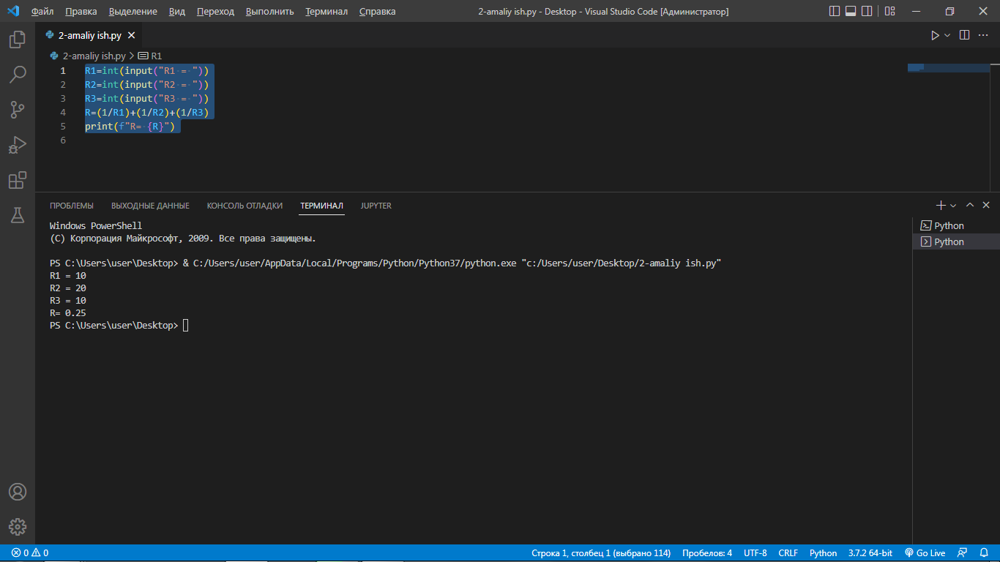 Файл Правка Выделение Вид Переход Выполнить Терминал Справка 2-amaliy ish.py - Desktop - Visual Studio Code [Администратор]
2-amaliy ish.py
2-amaliy ish.py > R1
1 R1=int(input("R1 = "))
2 R2=int(input("R2 = "))
3 R3=int(input("R3 = "))
4 R=(1/R1)+(1/R2)+(1/R3)
5 print(f"R= {R}")
6
ПРОБЛЕМЫ ВЫХОДНЫЕ ДАННЫЕ КОНСОЛЬ ОТЛАДКИ ТЕРМИНАЛ JUPYTER
Windows PowerShell
(C) Корпорация Майкрософт, 2009. Все права защищены.
PS C:\Users\user\Desktop> & C:/Users/user/AppData/Local/Programs/Python/Python37/python.exe "c:/Users/user/Desktop/2-amaliy ish.py"
R1 = 10
R2 = 20
R3 = 10
R= 0.25
PS C:\Users\user\Desktop>
Python
Python
0 0 Строка 1, столбец 1 (выбрано 114) Пробелов: 4 UTF-8 CRLF Python 3.7.2 64-bit Go Live